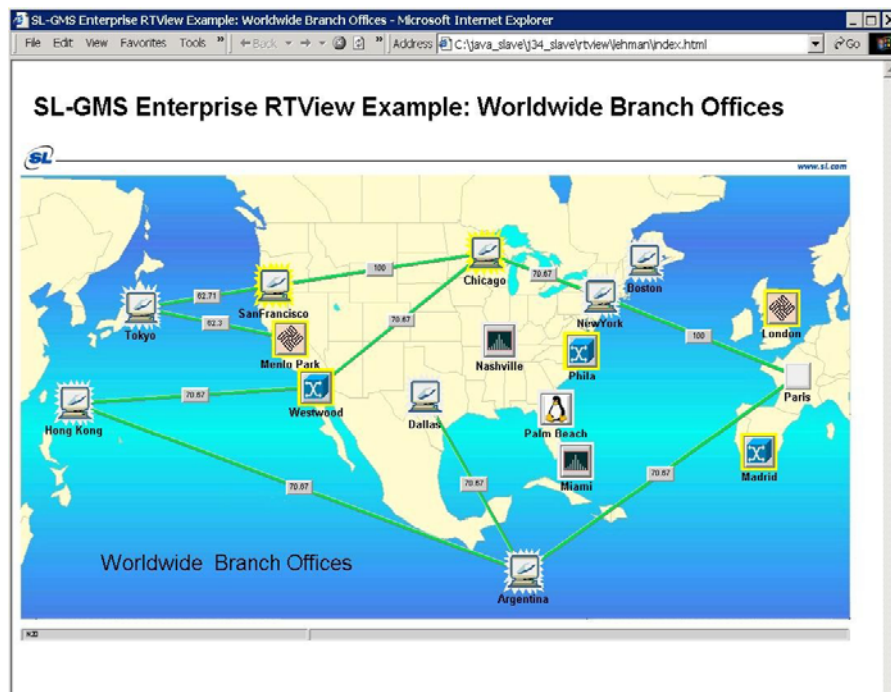 SL-GMS Enterprise RTView Example: Worldwide Branch Offices - Microsoft Internet Explorer
File Edit View Favorites Tools » Back » Address C:\java_slave\j34_slave\rtview\lehman\index.html Go
SL-GMS Enterprise RTView Example: Worldwide Branch Offices
SL
www.sl.com
Chicago
100
70.67
Boston
62.71
SanFrancisco
NewYork
London
Tokyo
62.3
70.67
100
Menlo Park
Nashville
Phila
Paris
70.67
Westwood
Hong Kong
Dallas
Palm Beach
Madrid
70.67
70.67
Miami
70.67
Worldwide Branch Offices
Argentina